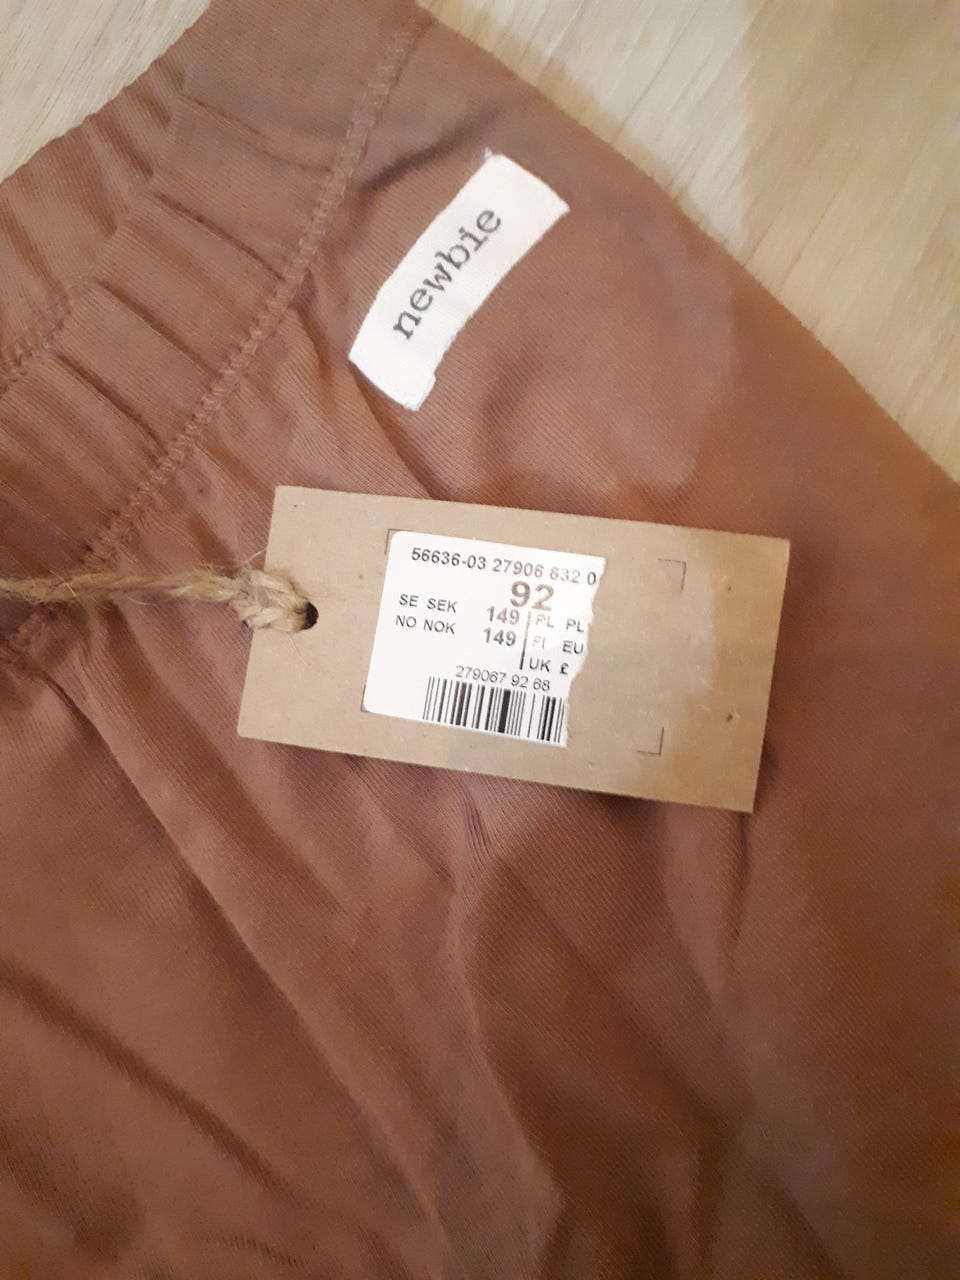 newbie
56636-03 27906 632 0
92
SE SEK 149 PL PL
NO NOK 149 FI EU
UK £
279067 92 68